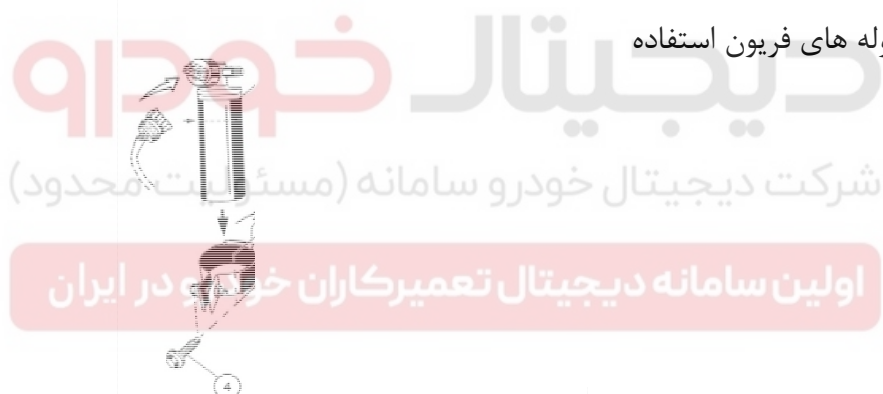 وله های فریون استفاده
دیجیتال خودرو
شرکت دیجیتال خودرو سامانه (مسئولیت محدود)
اولین سامانه دیجیتال تعمیرکاران خودرو در ایران
4